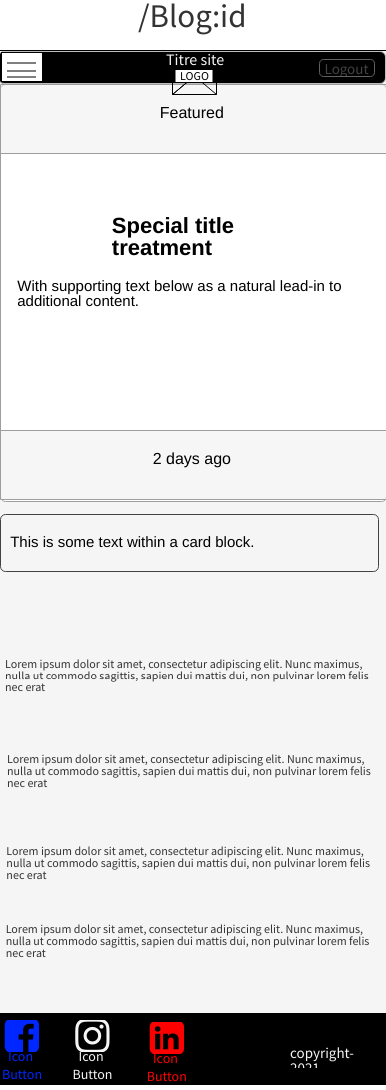 /Blog:id
Titre site
LOGO
Logout
Featured
Special title
treatment
With supporting text below as a natural lead-in to
additional content.
2 days ago
This is some text within a card block.
Lorem ipsum dolor sit amet, consectetur adipiscing elit. Nunc maximus,
nulla ut commodo sagittis, sapien dui mattis dui, non pulvinar lorem felis
nec erat
Lorem ipsum dolor sit amet, consectetur adipiscing elit. Nunc maximus,
nulla ut commodo sagittis, sapien dui mattis dui, non pulvinar lorem felis
nec erat
Lorem ipsum dolor sit amet, consectetur adipiscing elit. Nunc maximus,
nulla ut commodo sagittis, sapien dui mattis dui, non pulvinar lorem felis
nec erat
Lorem ipsum dolor sit amet, consectetur adipiscing elit. Nunc maximus,
nulla ut commodo sagittis, sapien dui mattis dui, non pulvinar lorem felis
nec erat
Icon
Button
Icon
Button
in
Icon
Button
copyright-
2021